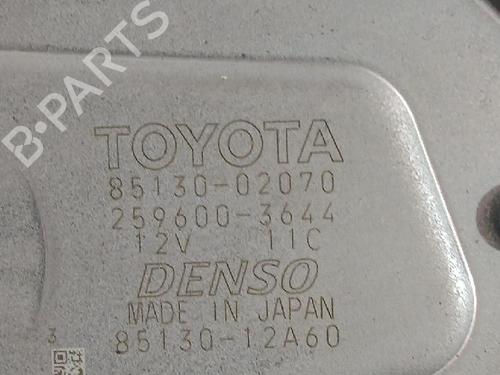 B-PARTS
TOYOTA
85130-02070
259600-3644
12V 11C
DENSO
MADE IN JAPAN
3 85130-12A60